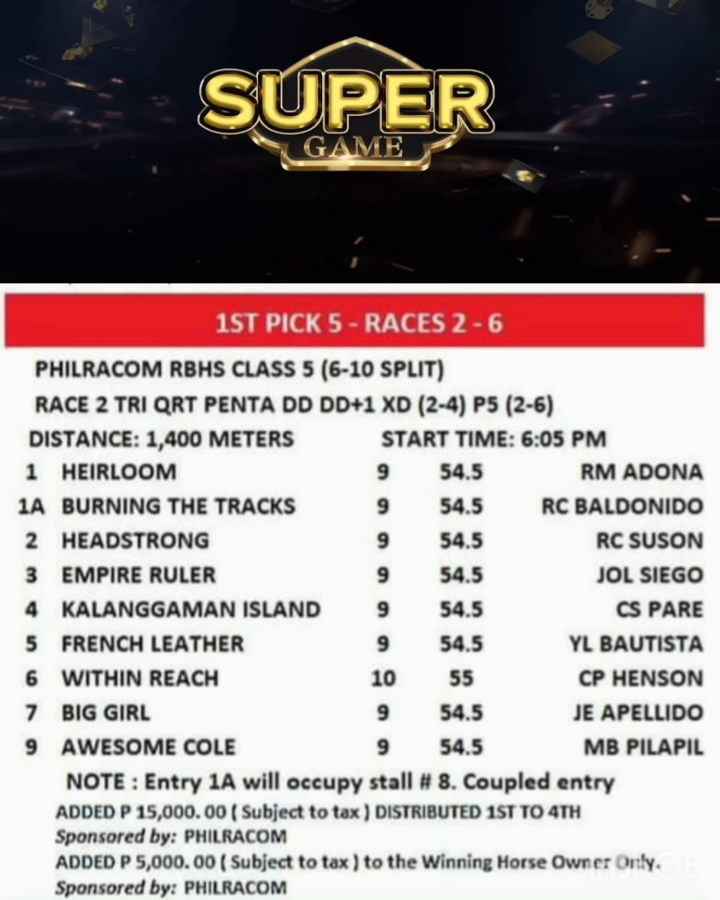 SUPER
GAME
1ST PICK 5 - RACES 2 - 6
PHILRACOM RBHS CLASS 5 (6-10 SPLIT)
RACE 2 TRI QRT PENTA DD DD+1 XD (2-4) P5 (2-6)
DISTANCE: 1,400 METERS START TIME: 6:05 PM
1 HEIRLOOM 9 54.5 RM ADONA
1A BURNING THE TRACKS 9 54.5 RC BALDONIDO
2 HEADSTRONG 9 54.5 RC SUSON
3 EMPIRE RULER 9 54.5 JOL SIEGO
4 KALANGGAMAN ISLAND 9 54.5 CS PARE
5 FRENCH LEATHER 9 54.5 YL BAUTISTA
6 WITHIN REACH 10 55 CP HENSON
7 BIG GIRL 9 54.5 JE APELLIDO
9 AWESOME COLE 9 54.5 MB PILAPIL
NOTE : Entry 1A will occupy stall # 8. Coupled entry
ADDED P 15,000. 00 ( Subject to tax ) DISTRIBUTED 1ST TO 4TH
Sponsored by: PHILRACOM
ADDED P 5,000. 00 ( Subject to tax ) to the Winning Horse Owner Only.
Sponsored by: PHILRACOM